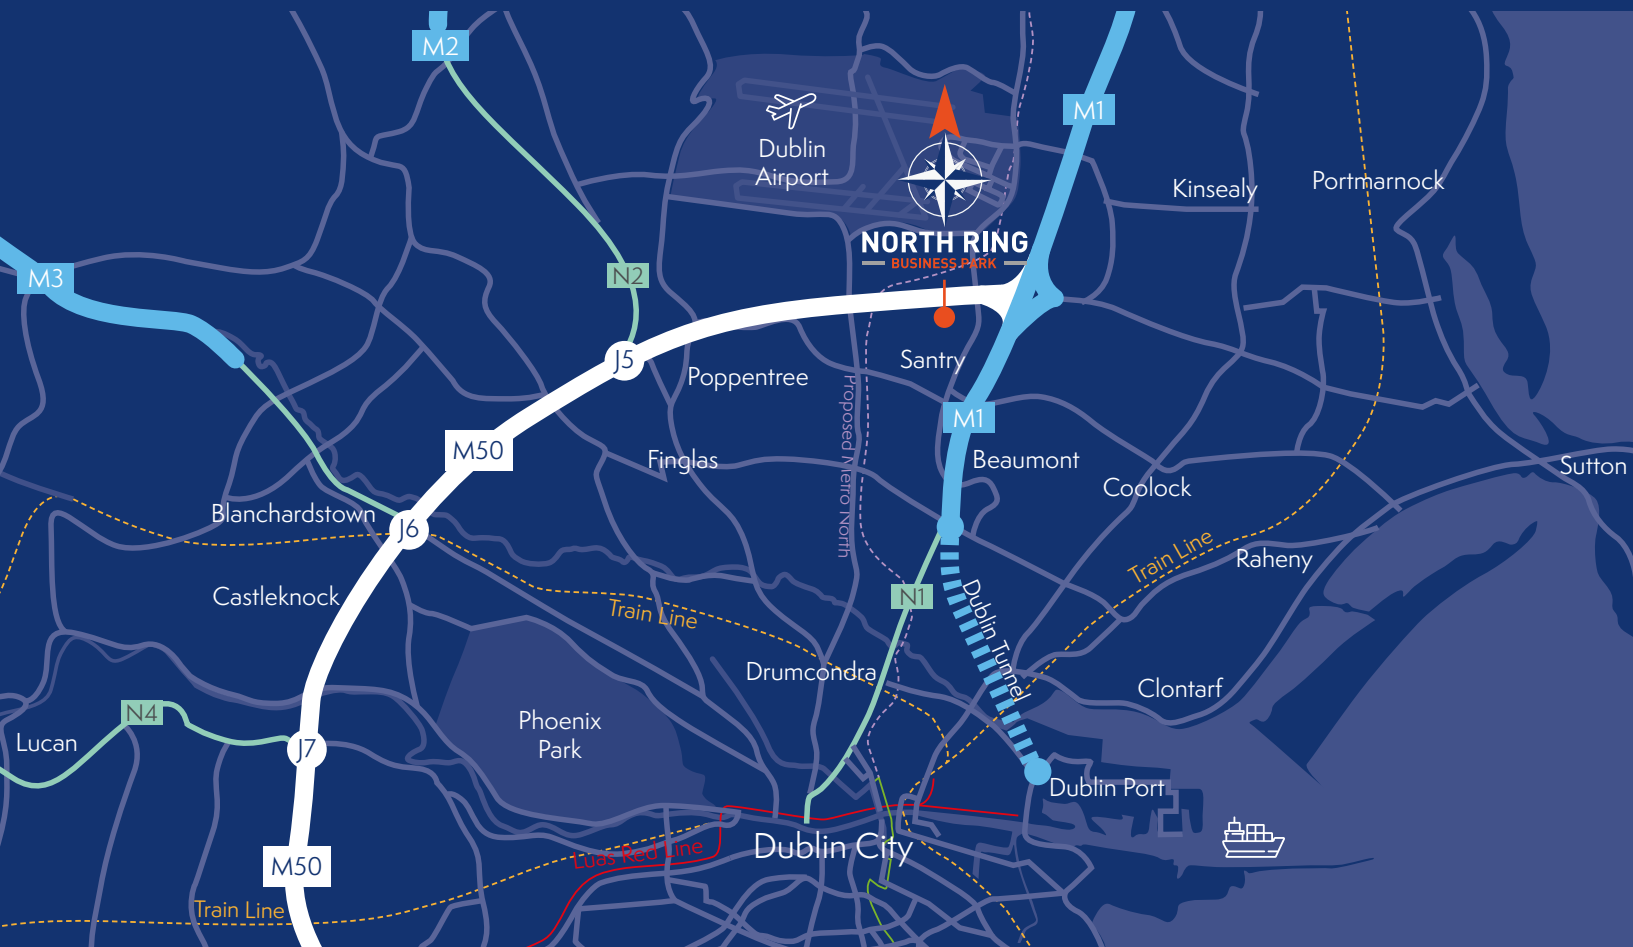 M2
M1
Dublin
Airport
Kinsealy
Portmarnock
NORTH RING
BUSINESS PARK
M3
N2
J5
Santry
Poppentree
Proposed Metro North
M1
M50
Finglas
Beaumont
Coolock
Sutton
Blanchardstown
J6
Train Line
Raheny
Castleknock
Train Line
N1
Dublin Tunnel
Drumcondra
Clontarf
N4
Lucan
J7
Phoenix
Park
Dublin Port
Dublin City
Luas Red Line
M50
Train Line